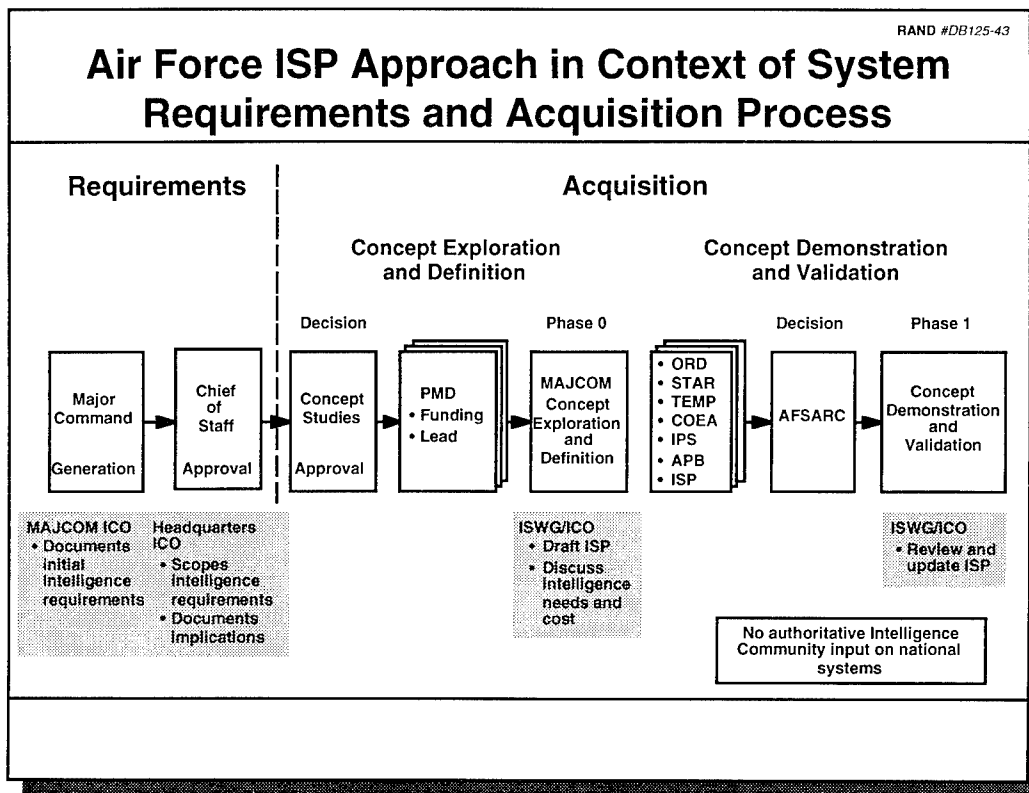 RAND #DB125-43
Air Force ISP Approach in Context of System
Requirements and Acquisition Process
Requirements
Acquisition
Concept Exploration
and Definition
Concept Demonstration
and Validation
Decision
Phase 0
Decision
Phase 1
Major
Command
Generation
Chief
of
Staff
Approval
Concept
Studies
Approval
PMD
• Funding
• Lead
MAJCOM
Concept
Exploration
and
Definition
• ORD
• STAR
• TEMP
• COEA
• IPS
• APB
• ISP
AFSARC
Concept
Demonstration
and
Validation
MAJCOM ICO
• Documents
initial
intelligence
requirements
Headquarters
ICO
• Scopes
intelligence
requirements
• Documents
implications
ISWG/ICO
• Draft ISP
• Discuss
intelligence
needs and
cost
ISWG/ICO
• Review and
update ISP
No authoritative Intelligence
Community input on national
systems